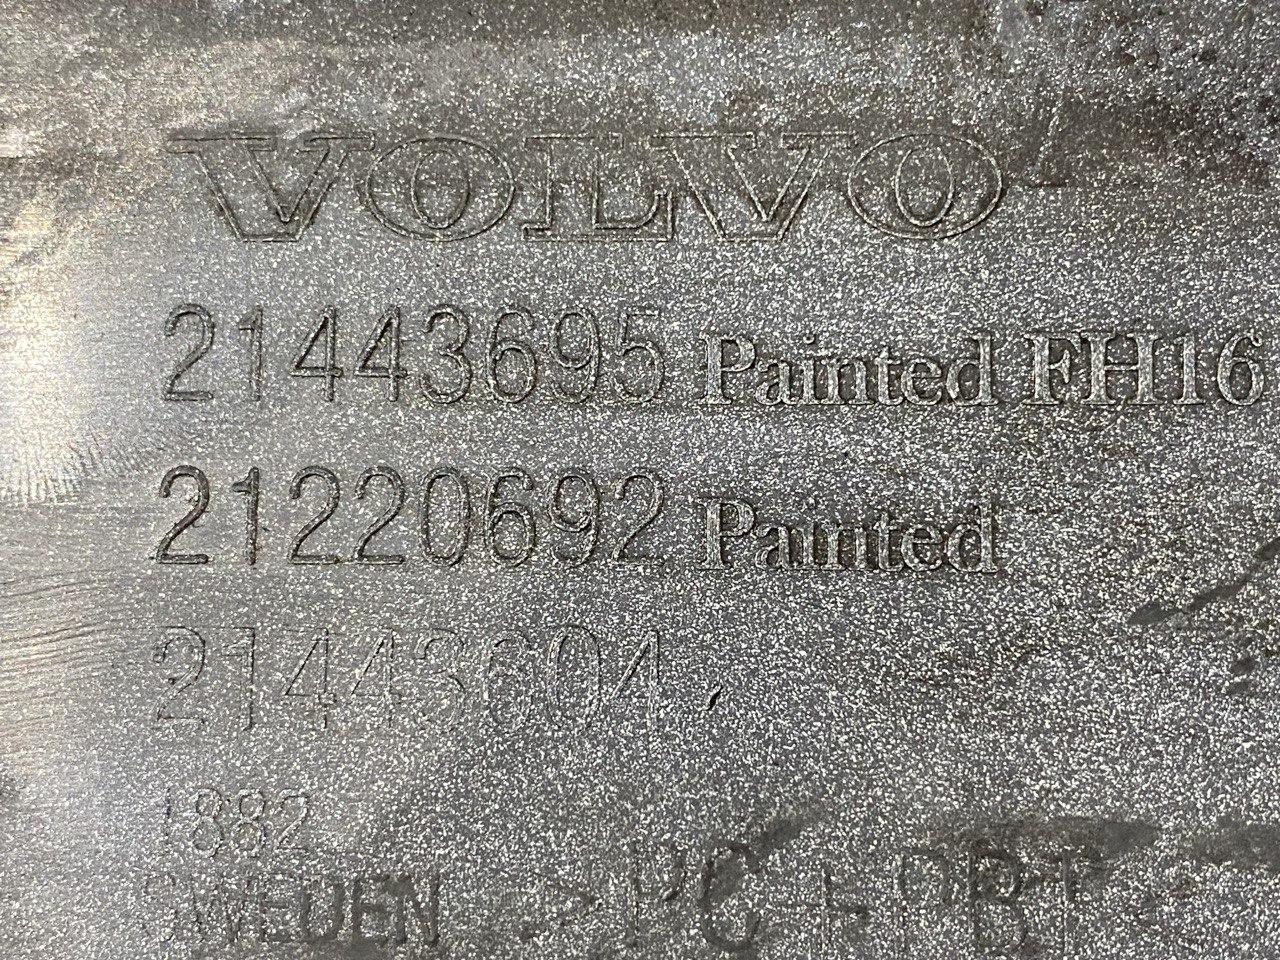 VOLVO
21443695 Painted FH16
21220692 Painted
21443604
1882
SWEDEN >PC+PBT<